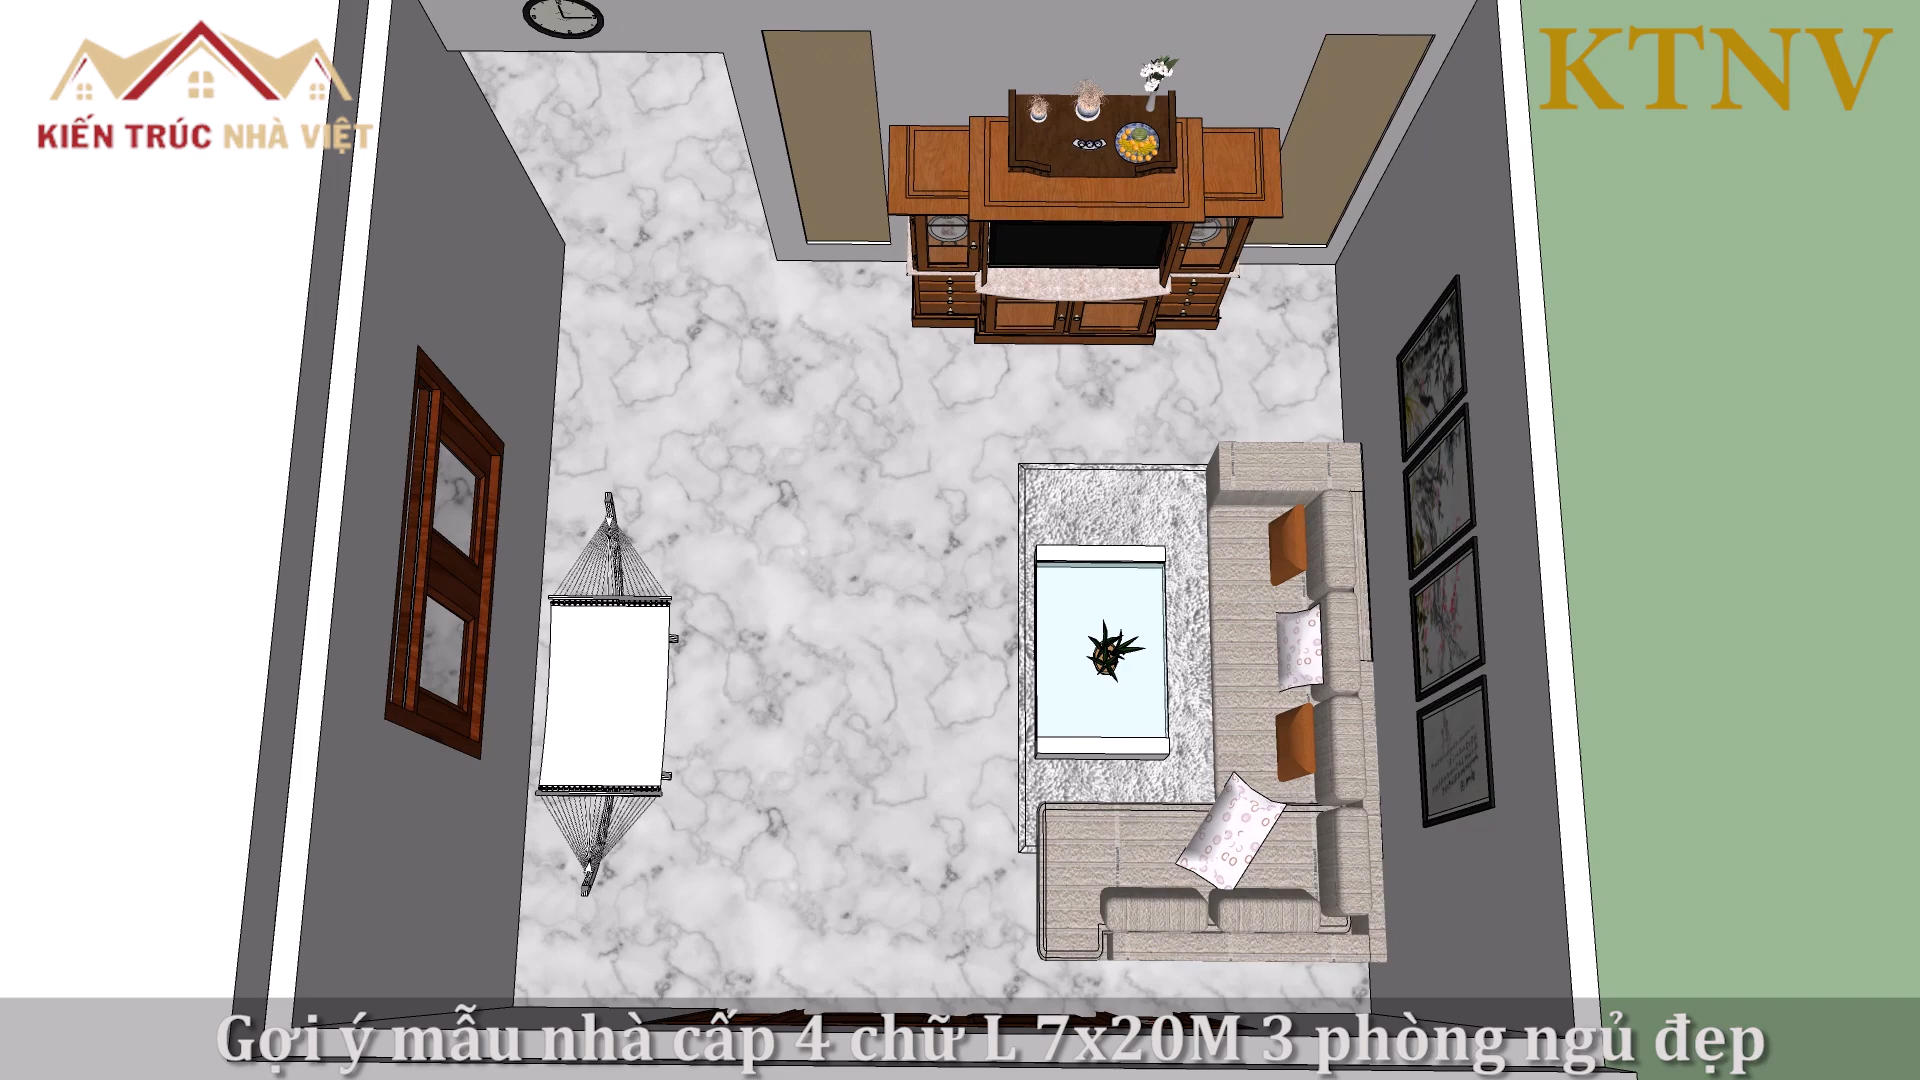 KTNV
KIẾN TRÚC NHÀ VIỆT
Gợi ý mẫu nhà cấp 4 chữ L 7x20M 3 phòng ngủ đẹp